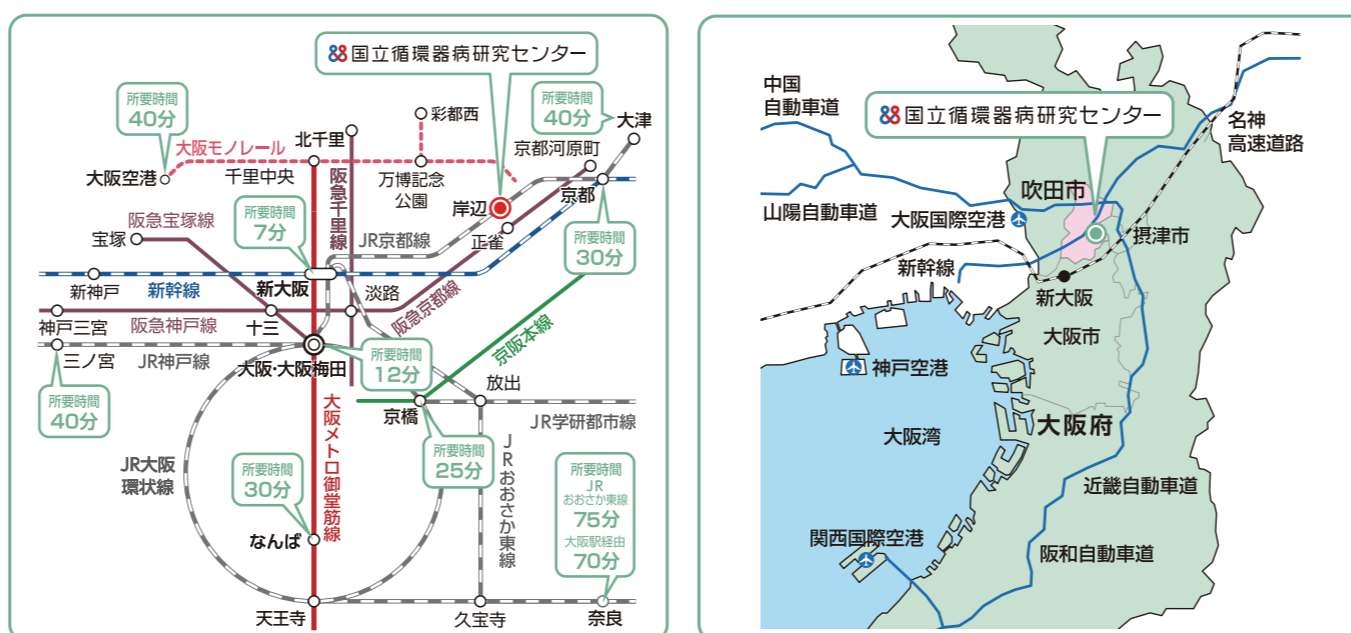 国立循環器病研究センター
所要時間
40分
彩都西
所要時間
40分
大津
北千里
大阪モノレール
京都河原町
大阪空港
千里中央
万博記念
公園
阪急千里線
岸辺
京都
阪急宝塚線
所要時間
7分
宝塚
JR京都線
正雀
所要時間
30分
新神戸
新幹線
新大阪
淡路
阪急京都線
神戸三宮
阪急神戸線
十三
京阪本線
三ノ宮
JR神戸線
大阪・大阪梅田
所要時間
12分
放出
所要時間
40分
京橋
JR学研都市線
大阪メトロ御堂筋線
所要時間
25分
JRおおさか東線
JR大阪
環状線
所要時間
30分
所要時間
JR
おおさか東線
75分
大阪駅経由
70分
なんば
天王寺
久宝寺
奈良
中国
自動車道
国立循環器病研究センター
名神
高速道路
吹田市
山陽自動車道
大阪国際空港
摂津市
新幹線
新大阪
大阪市
神戸空港
大阪湾
大阪府
近畿自動車道
関西国際空港
阪和自動車道